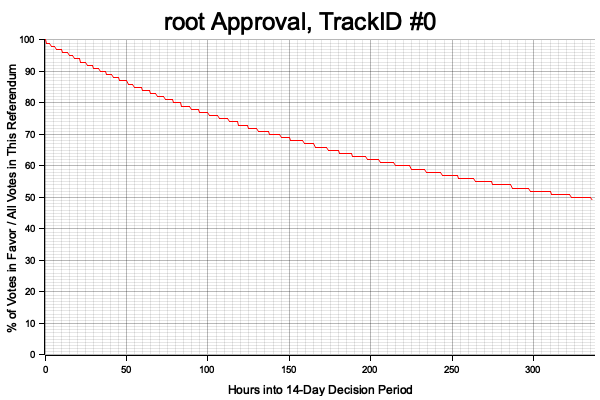 root Approval, TrackID #0
% of Votes in Favor / All Votes in This Referendum
100
90
80
70
60
50
40
30
20
10
0
0 50 100 150 200 250 300
Hours into 14-Day Decision Period